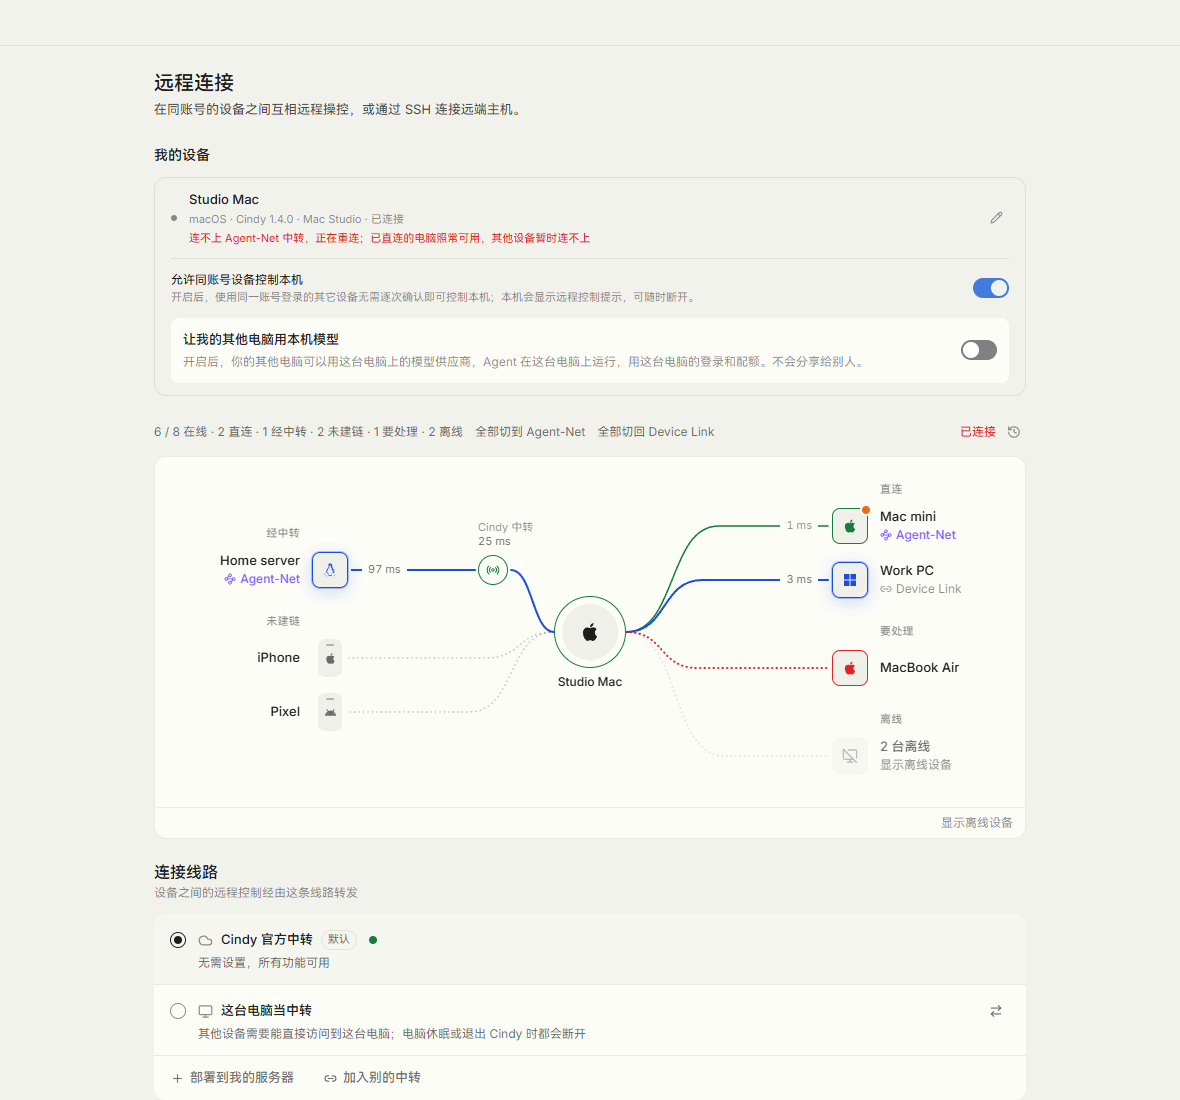 远程连接
在同账号的设备之间互相远程操控，或通过 SSH 连接远端主机。
我的设备
Studio Mac
macOS · Cindy 1.4.0 · Mac Studio · 已连接
连不上 Agent-Net 中转，正在重连；已直连的电脑照常可用，其他设备暂时连不上
允许同账号设备控制本机
开启后，使用同一账号登录的其它设备无需逐次确认即可控制本机；本机会显示远程控制提示，可随时断开。
让我的其他电脑用本机模型
开启后，你的其他电脑可以用这台电脑上的模型供应商，Agent 在这台电脑上运行，用这台电脑的登录和配额。不会分享给别人。
6 / 8 在线 · 2 直连 · 1 经中转 · 2 未建链 · 1 要处理 · 2 离线 全部切到 Agent-Net 全部切回 Device Link
已连接
经中转
Home server
Agent-Net
97 ms
Cindy 中转
25 ms
未建链
iPhone
Pixel
Studio Mac
直连
1 ms
Mac mini
Agent-Net
3 ms
Work PC
Device Link
要处理
MacBook Air
离线
2 台离线
显示离线设备
显示离线设备
连接线路
设备之间的远程控制经由这条线路转发
Cindy 官方中转 默认
无需设置，所有功能可用
这台电脑当中转
其他设备需要能直接访问到这台电脑；电脑休眠或退出 Cindy 时都会断开
部署到我的服务器 加入别的中转